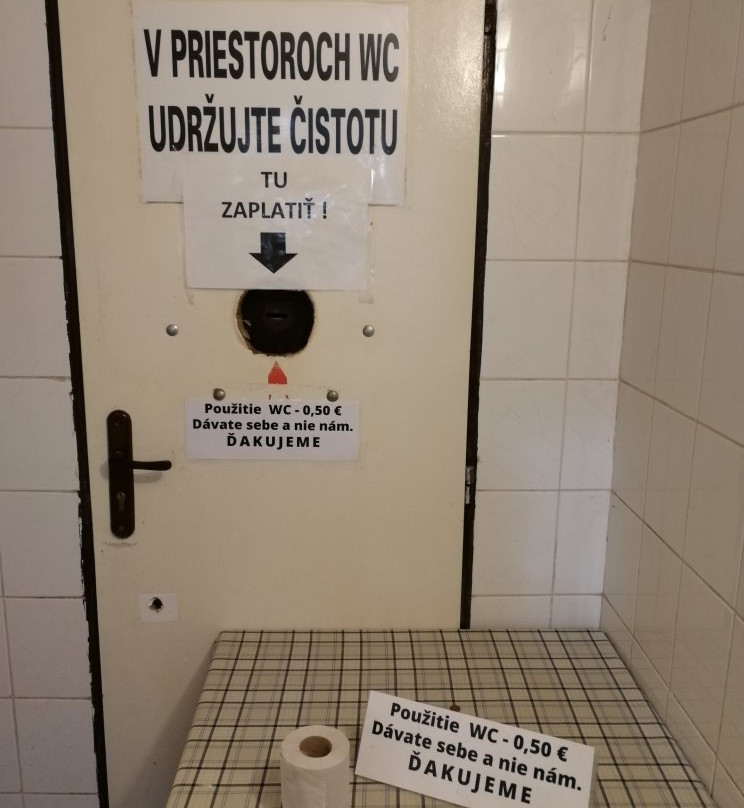 V PRIESTOROCH WC
UDRŽUJTE ČISTOTU
TU
ZAPLATIŤ !
Použitie WC - 0,50 €
Dávate sebe a nie nám.
ĎAKUJEME
Použitie WC - 0,50 €
Dávate sebe a nie nám.
ĎAKUJEME